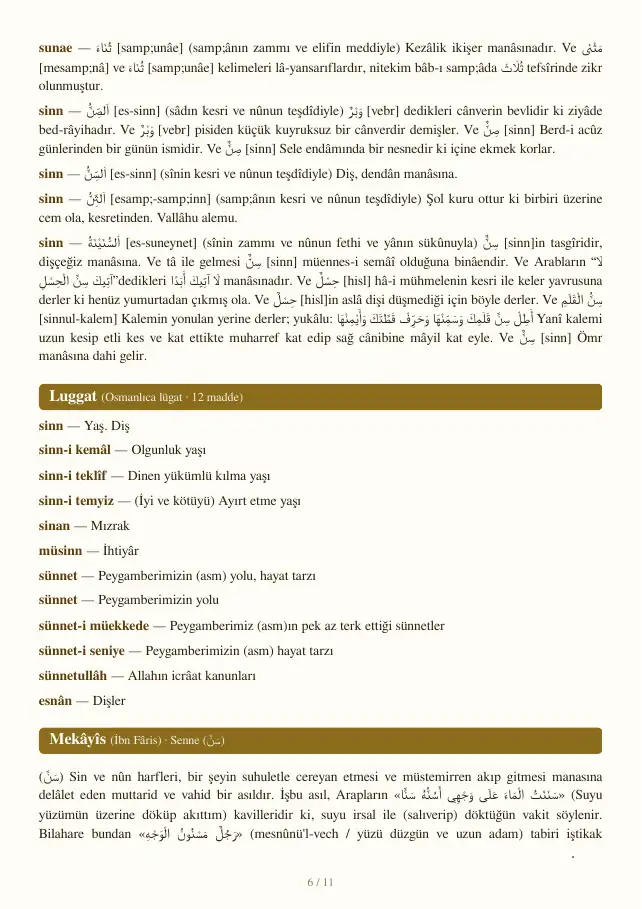 sunae — ثُنَاءَ [samp;unâe] (samp;ânın zammı ve elifin meddiyle) Kezâlik ikişer manâsınadır. Ve مَثْنَى
[mesamp;nâ] ve ثُنَاءَ [samp;unâe] kelimeleri lâ-yansarıflardır, nitekim bâb-ı samp;âda ثُلَاثَ tefsîrinde zikr
olunmuştur.
sinn — اَلصِّنُّ [es-sinn] (sâdın kesri ve nûnun teşdîdiyle) وَبْرٌ [vebr] dedikleri cânverin bevlidir ki ziyâde
bed-râyihadır. Ve وَبْرٌ [vebr] pisiden küçük kuyruksuz bir cânverdir demişler. Ve صِنٌّ [sinn] Berd-i acûz
günlerinden bir günün ismidir. Ve صِنٌّ [sinn] Sele endâmında bir nesnedir ki içine ekmek korlar.
sinn — اَلسِّنُّ [es-sinn] (sînin kesri ve nûnun teşdîdiyle) Diş, dendân manâsına.
sinn — اَلثِّنُّ [esamp;-samp;inn] (samp;ânın kesri ve nûnun teşdîdiyle) Şol kuru ottur ki birbiri üzerine
cem ola, kesretinden. Vallâhu alemu.
sinn — اَلسُّنَيْنَةُ [es-suneynet] (sînin zammı ve nûnun fethi ve yânın sükûnuyla) سِنٌّ [sinn]in tasgîridir,
dişçeğiz manâsına. Ve tâ ile gelmesi سِنٌّ [sinn] müennes-i semâî olduğuna binâendir. Ve Arabların “لَا
آتِيكَ سِنَّ الْحِسْلِ”dedikleri لَا آتِيكَ أَبَدًا manâsınadır. Ve حِسْلٌ [hisl] hâ-i mühmelenin kesri ile keler yavrusuna
derler ki henüz yumurtadan çıkmış ola. Ve حِسْلٌ [hisl]in aslâ dişi düşmediği için böyle derler. Ve سِنُّ الْقَلَمِ
[sinnul-kalem] Kalemin yonulan yerine derler; yukâlu: أَطِلْ سِنَّ قَلَمِكَ وَسَمِّنْهَا وَحَرِّفْ قَطَّتَكَ وَأَيْمِنْهَا Yanî kalemi
uzun kesip etli kes ve kat ettikte muharref kat edip sağ cânibine mâyil kat eyle. Ve سِنٌّ [sinn] Ömr
manâsına dahi gelir.
Luggat (Osmanlıca lügat · 12 madde)
sinn — Yaş. Diş
sinn-i kemâl — Olgunluk yaşı
sinn-i teklîf — Dinen yükümlü kılma yaşı
sinn-i temyiz — (İyi ve kötüyü) Ayırt etme yaşı
sinan — Mızrak
müsinn — İhtiyâr
sünnet — Peygamberimizin (asm) yolu, hayat tarzı
sünnet — Peygamberimizin yolu
sünnet-i müekkede — Peygamberimiz (asm)ın pek az terk ettiği sünnetler
sünnet-i seniye — Peygamberimizin (asm) hayat tarzı
sünnetullâh — Allahın icrâat kanunları
esnân — Dişler
Mekâyîs (İbn Fâris) · Senne (سَنَّ)
(سَنَّ) Sin ve nûn harfleri, bir şeyin suhuletle cereyan etmesi ve müstemirren akıp gitmesi manasına
delâlet eden muttarid ve vahid bir asıldır. İşbu asıl, Arapların «سَنَنْتُ الْمَاءَ عَلَى وَجْهِي أَسُنُّهُ سَنًّا» (Suyu
yüzümün üzerine döküp akıttım) kavilleridir ki, suyu irsal ile (salıverip) döktüğün vakit söylenir.
Bilahare bundan «رَجُلٌ مَسْنُونُ الْوَجْهِ» (mesnûnü'l-vech / yüzü düzgün ve uzun adam) tabiri iştikak
6 / 11